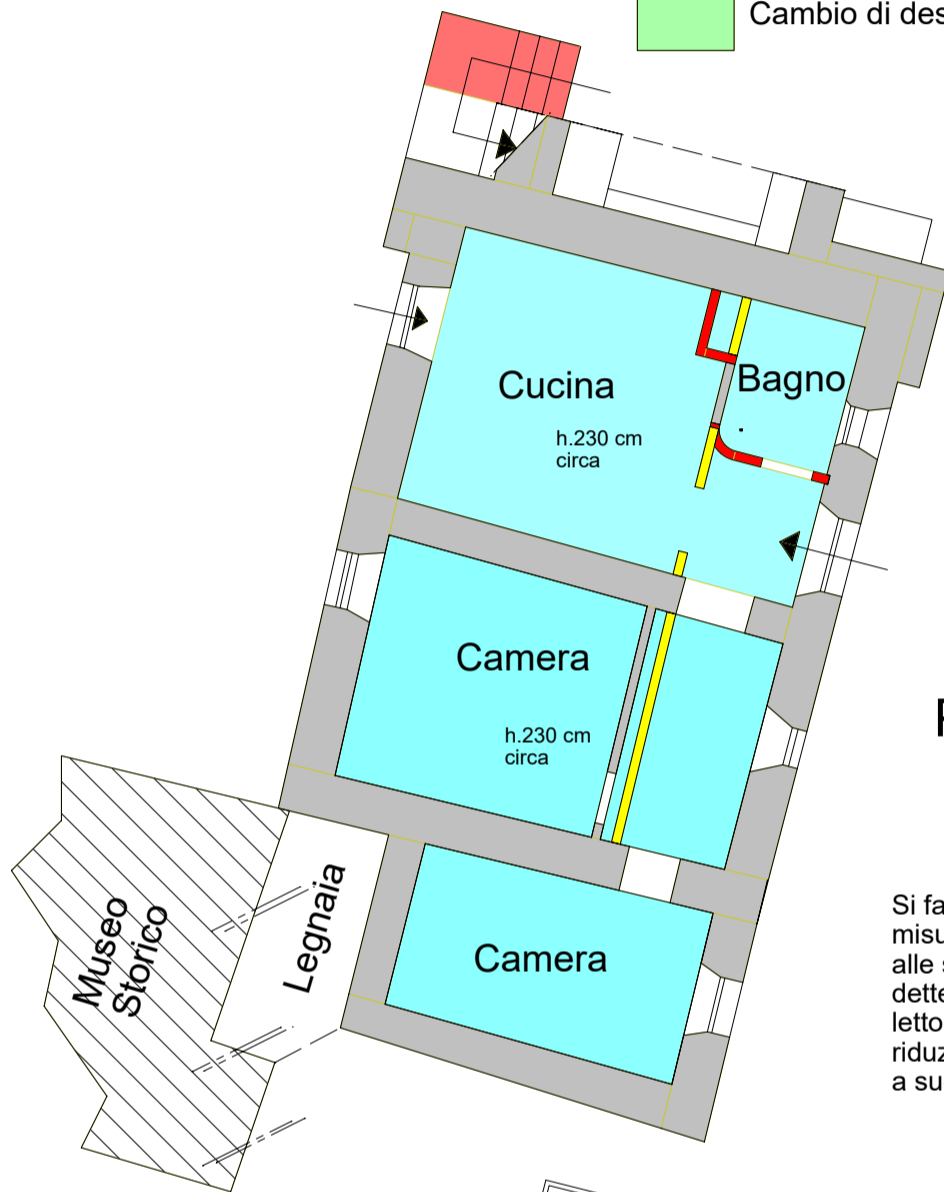 Cambio di des
Cucina
h.230 cm
circa
Bagno
Camera
h.230 cm
circa
Museo
Storico
Legnaia
Camera
Si fa
misu
alle s
dette
letto
riduz
a su